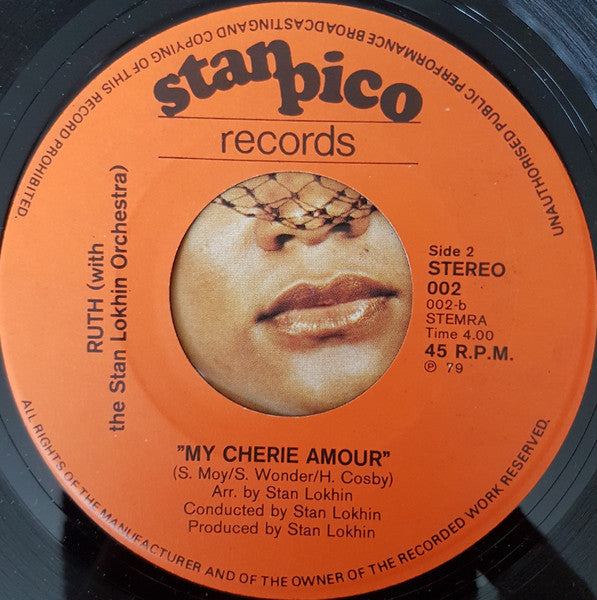 stanpico
records
UNAUTHORISED PUBLIC PERFORMANCE BROADCASTINGAND COPYING OF THIS RECORD PROHIBITED.
RUTH (with
the Stan Lokhin Orchestra)
Side 2
STEREO
002
002-b
STEMRA
Time 4.00
45 R.P.M.
℗ 79
"MY CHERIE AMOUR"
(S. Moy/S. Wonder/H. Cosby)
Arr. by Stan Lokhin
Conducted by Stan Lokhin
Produced by Stan Lokhin
ALL RIGHTS OF THE MANUFACTURER AND OF THE OWNER OF THE RECORDED WORK RESERVED.